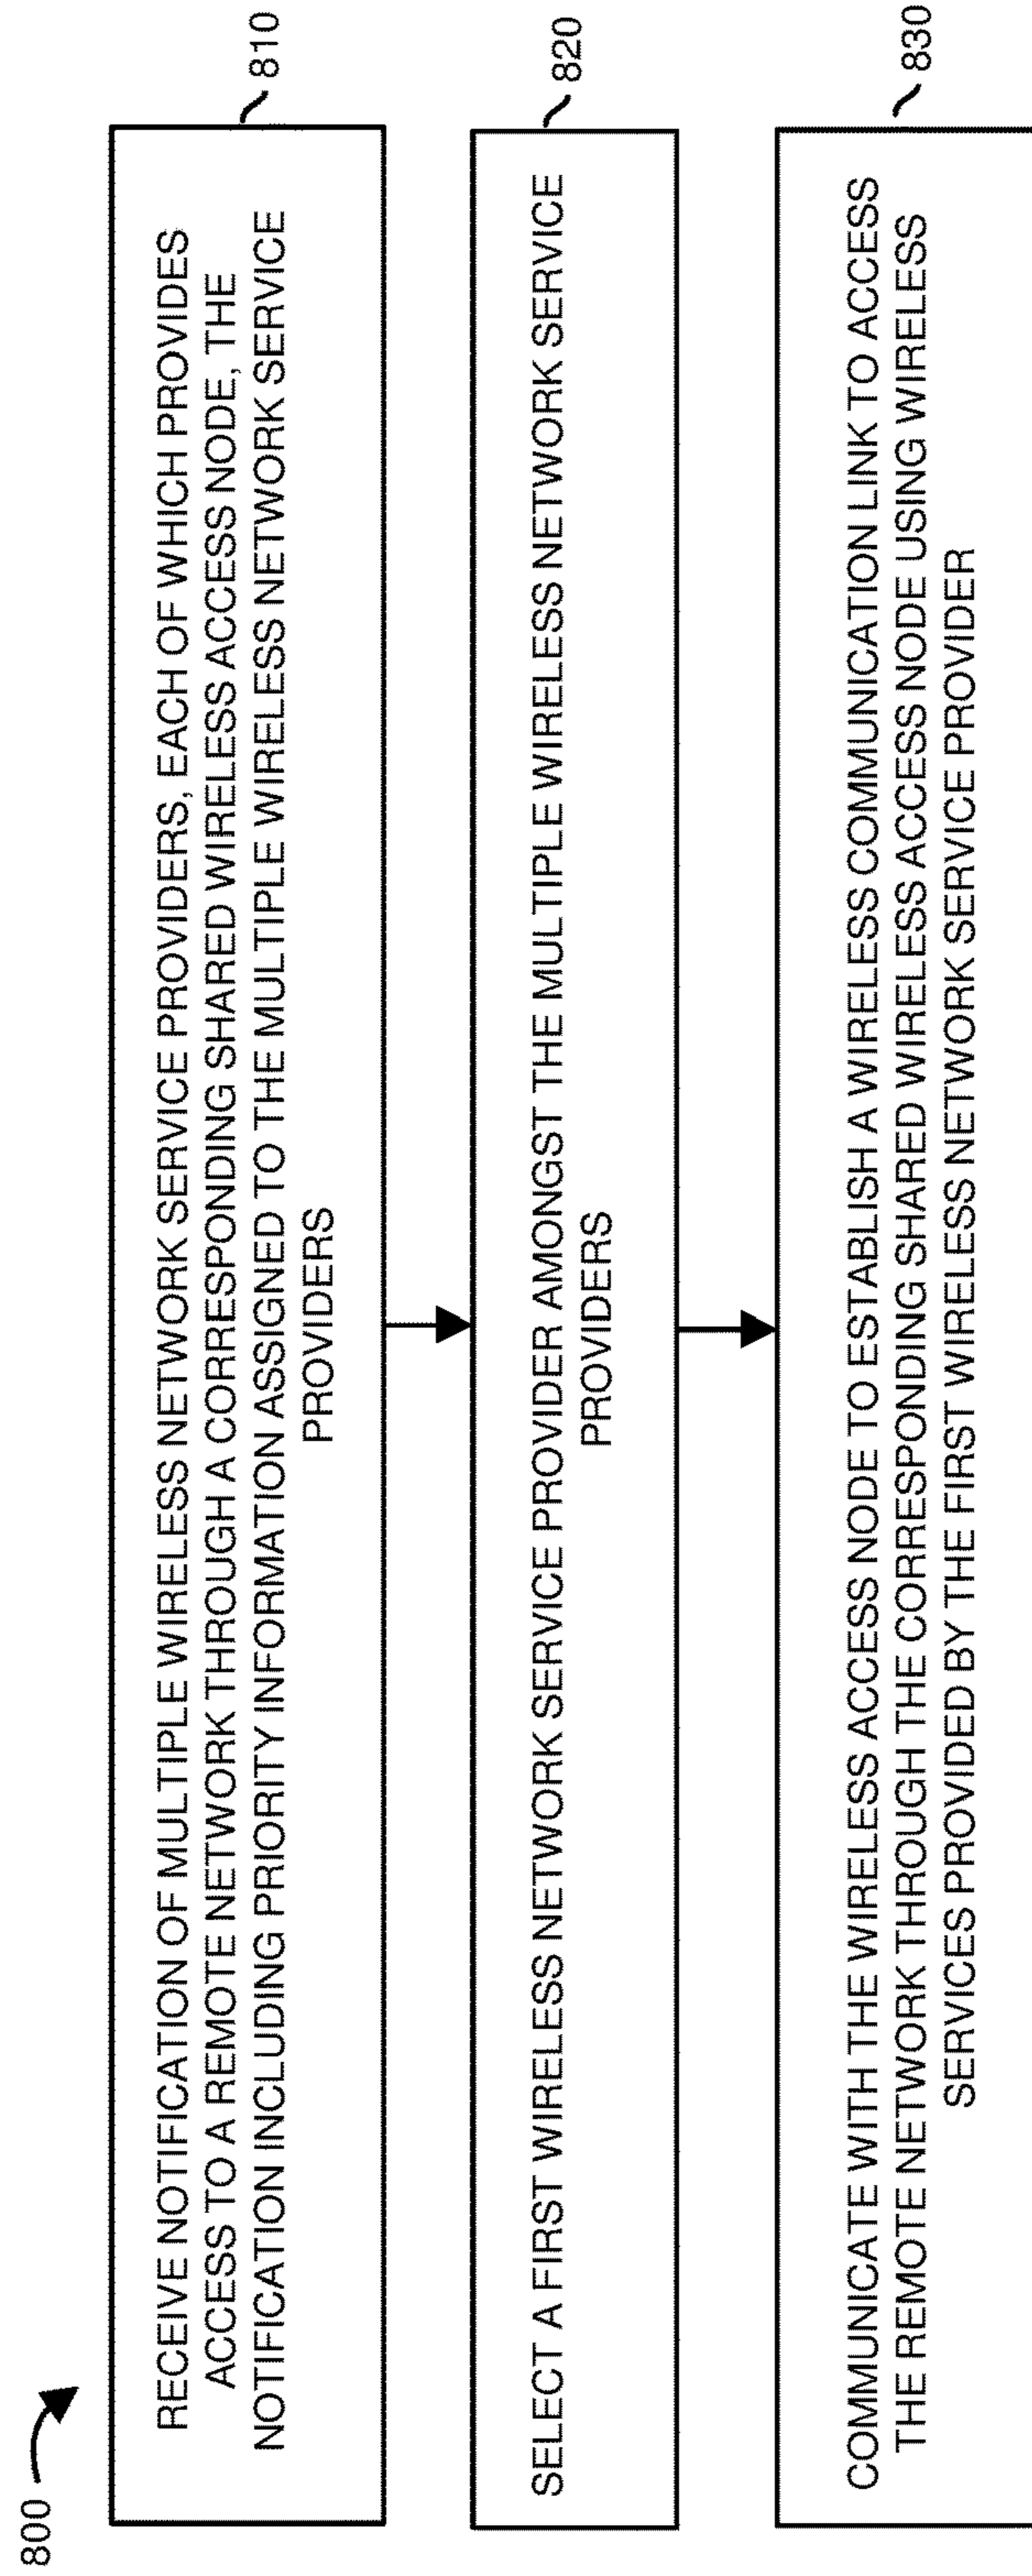 800
RECEIVE NOTIFICATION OF MULTIPLE WIRELESS NETWORK SERVICE PROVIDERS, EACH OF WHICH PROVIDES
ACCESS TO A REMOTE NETWORK THROUGH A CORRESPONDING SHARED WIRELESS ACCESS NODE, THE
NOTIFICATION INCLUDING PRIORITY INFORMATION ASSIGNED TO THE MULTIPLE WIRELESS NETWORK SERVICE
PROVIDERS
810
SELECT A FIRST WIRELESS NETWORK SERVICE PROVIDER AMONGST THE MULTIPLE WIRELESS NETWORK SERVICE
PROVIDERS
820
COMMUNICATE WITH THE WIRELESS ACCESS NODE TO ESTABLISH A WIRELESS COMMUNICATION LINK TO ACCESS
THE REMOTE NETWORK THROUGH THE CORRESPONDING SHARED WIRELESS ACCESS NODE USING WIRELESS
SERVICES PROVIDED BY THE FIRST WIRELESS NETWORK SERVICE PROVIDER
830